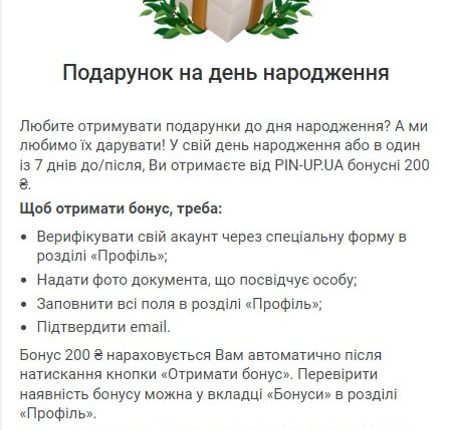 Подарунок на день народження
Любите отримувати подарунки до дня народження? А ми
любимо їх дарувати! У свій день народження або в один
із 7 днів до/після, Ви отримаєте від PIN-UP.UA бонусні 200
₴.
Щоб отримати бонус, треба:
• Верифікувати свій акаунт через спеціальну форму в
розділі «Профіль»;
• Надати фото документа, що посвідчує особу;
• Заповнити всі поля в розділі «Профіль»;
• Підтвердити email.
Бонус 200 ₴ нараховується Вам автоматично після
натискання кнопки «Отримати бонус». Перевірити
наявність бонусу можна у вкладці «Бонуси» в розділі
«Профіль».